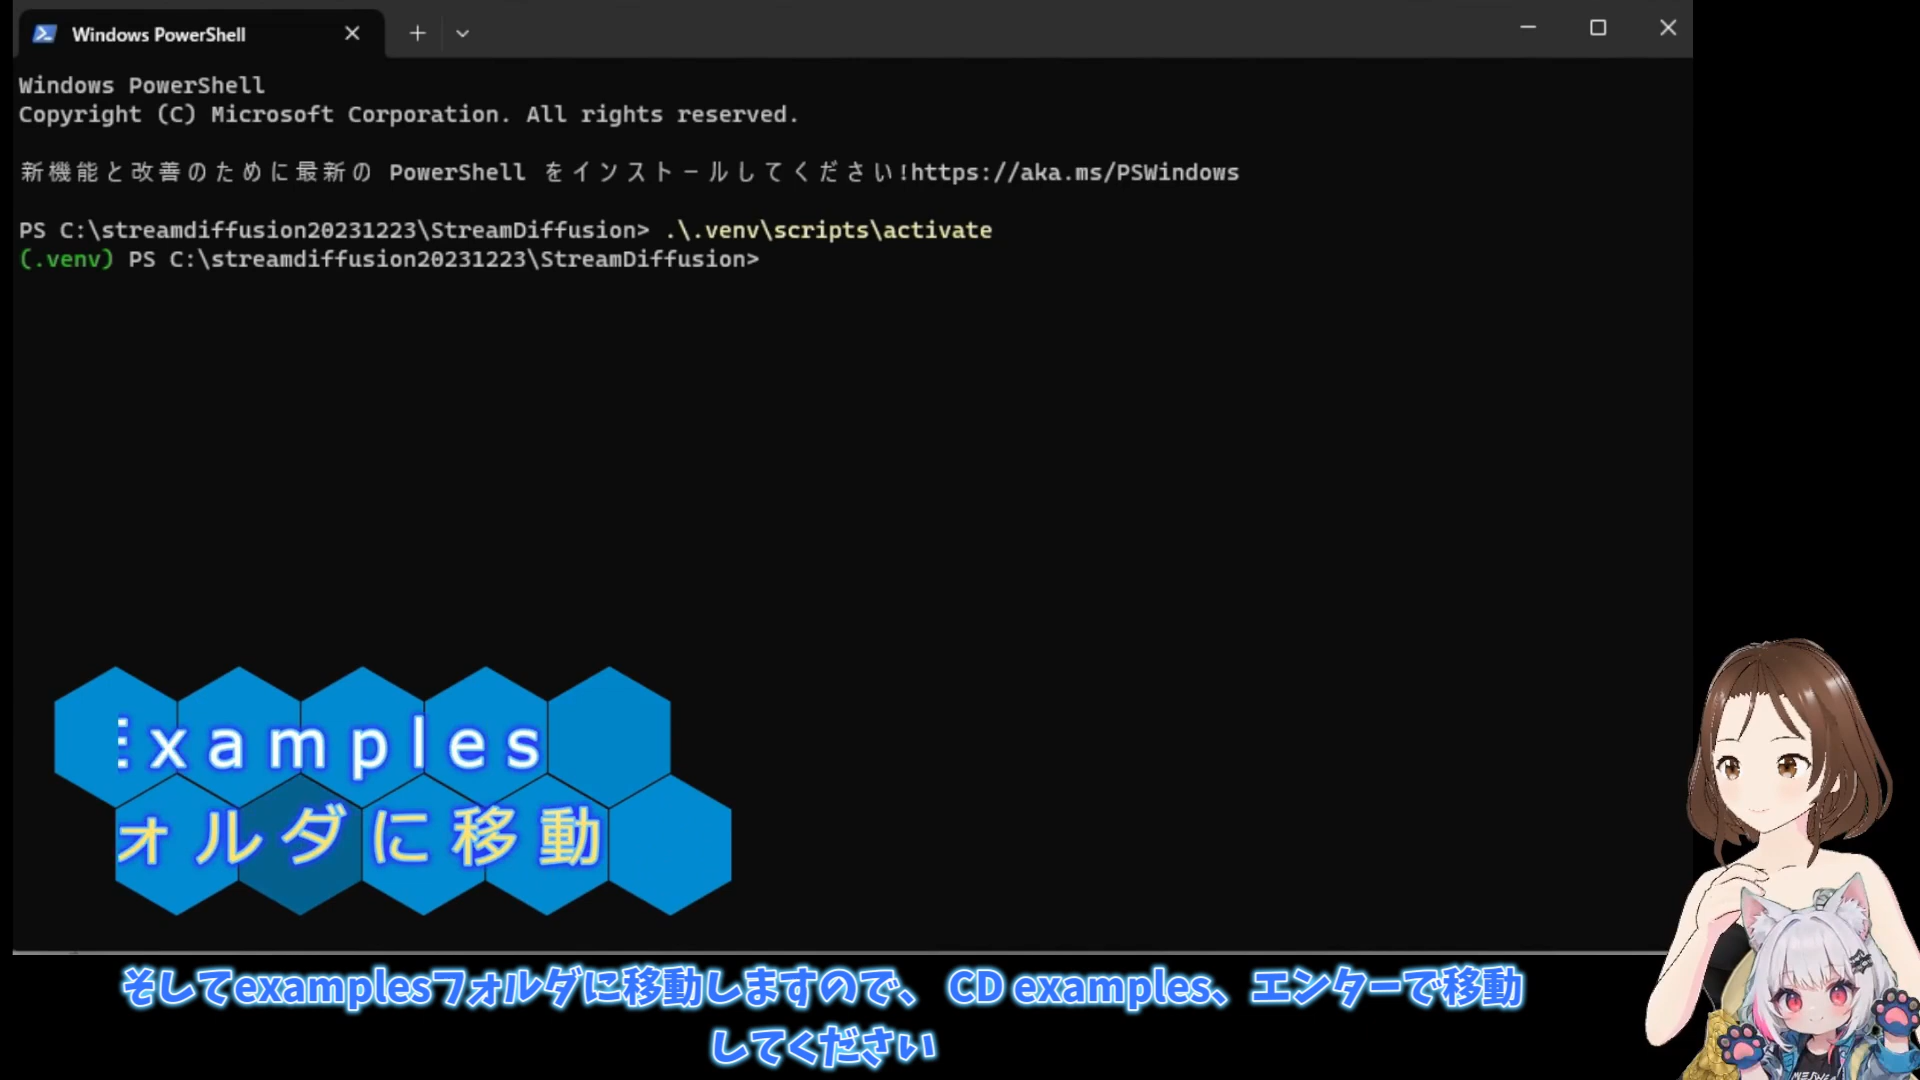 Windows PowerShell
Windows PowerShell
Copyright (C) Microsoft Corporation. All rights reserved.
新機能と改善のために最新の PowerShell をインストールしてください!https://aka.ms/PSWindows
PS C:\streamdiffusion20231223\StreamDiffusion> .\.venv\scripts\activate
(.venv) PS C:\streamdiffusion20231223\StreamDiffusion>
Examples
ォルダに移動
そしてexamplesフォルダに移動しますので、 CD examples、エンターで移動
してください